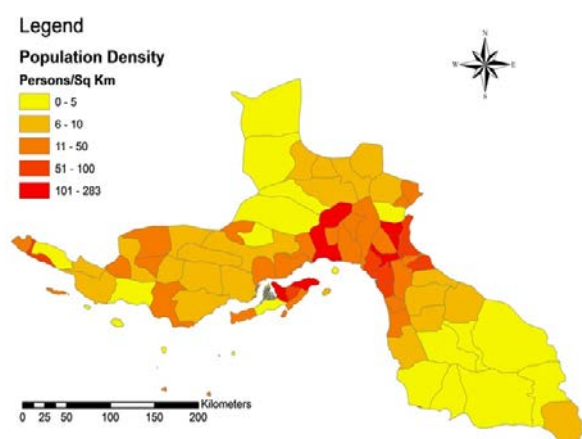 Legend
Population Density
Persons/Sq Km
0 - 5
6 - 10
11 - 50
51 - 100
101 - 283
N
W
E
S
Kilometers
0 25 50 100 150 200